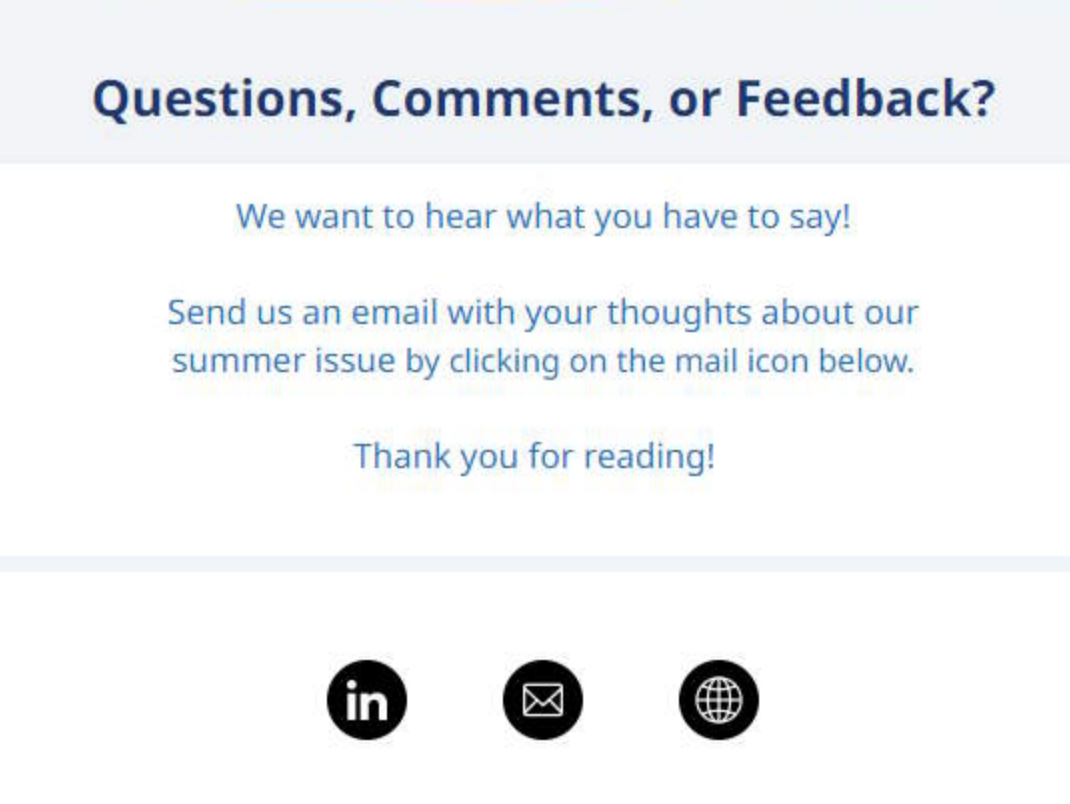 Questions, Comments, or Feedback?
We want to hear what you have to say!
Send us an email with your thoughts about our
summer issue by clicking on the mail icon below.
Thank you for reading!
in